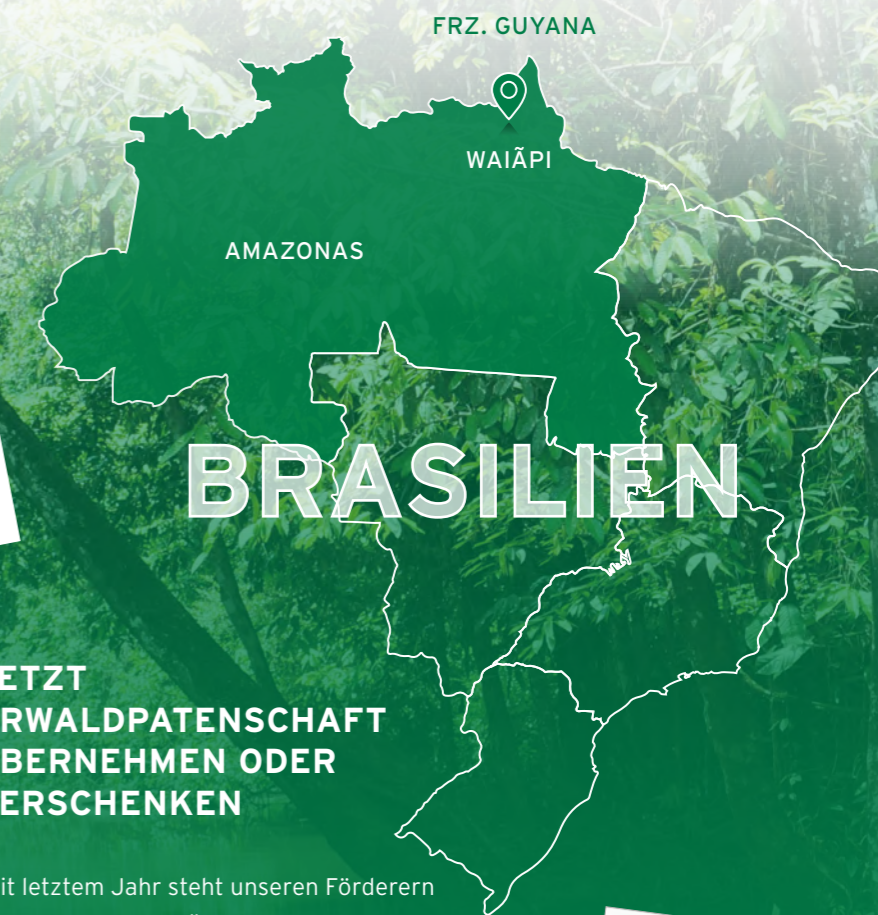 FRZ. GUYANA
WAIÃPI
AMAZONAS
BRASILIEN
ETZT
RWALDPATENSCHAFT
BERNEHMEN ODER
ERSCHENKEN
it letztem Jahr steht unseren Förderern